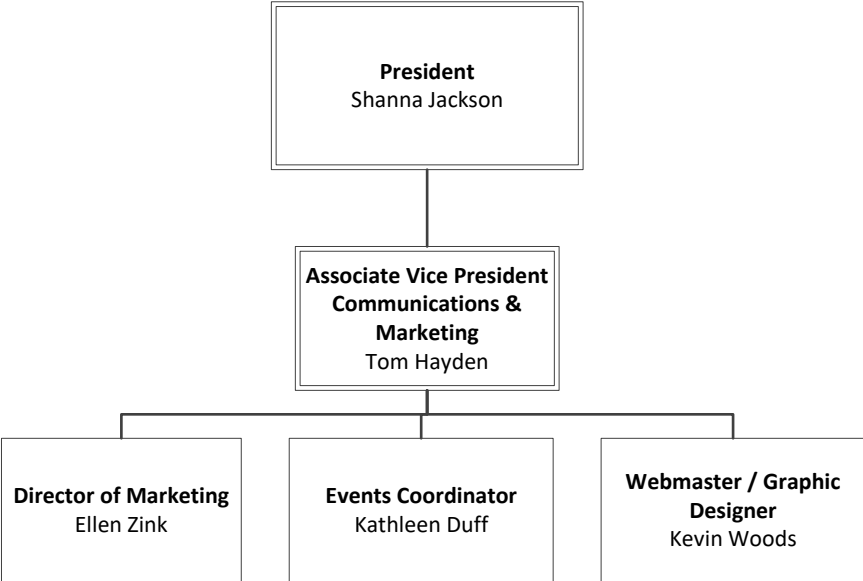 President
Shanna Jackson
Associate Vice President
Communications &
Marketing
Tom Hayden
Director of Marketing
Ellen Zink
Events Coordinator
Kathleen Duff
Webmaster / Graphic
Designer
Kevin Woods